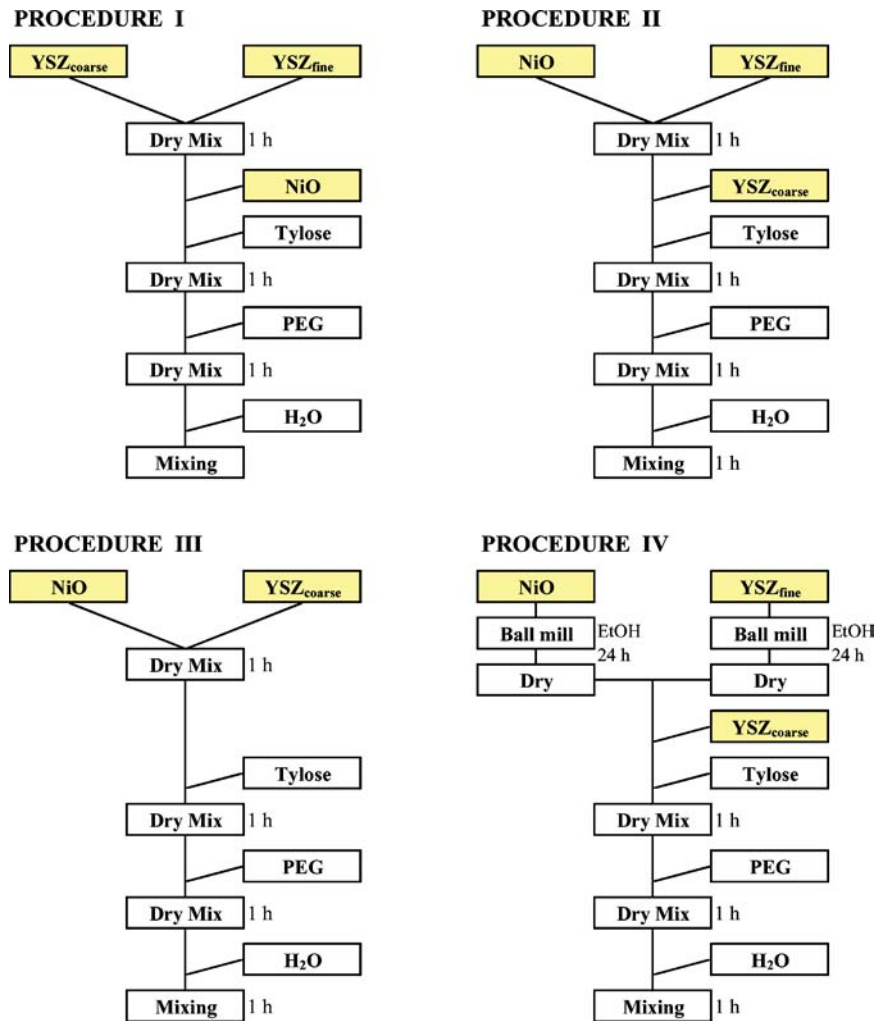 PROCEDURE I
YSZcoarse
YSZfine
Dry Mix 1 h
NiO
Tylose
Dry Mix 1 h
PEG
Dry Mix 1 h
H2O
Mixing
PROCEDURE II
NiO
YSZfine
Dry Mix 1 h
YSZcoarse
Tylose
Dry Mix 1 h
PEG
Dry Mix 1 h
H2O
Mixing 1 h
PROCEDURE III
NiO
YSZcoarse
Dry Mix 1 h
Tylose
Dry Mix 1 h
PEG
Dry Mix 1 h
H2O
Mixing 1 h
PROCEDURE IV
NiO
YSZfine
Ball mill EtOH
24 h
Ball mill EtOH
24 h
Dry
Dry
YSZcoarse
Tylose
Dry Mix 1 h
PEG
Dry Mix 1 h
H2O
Mixing 1 h